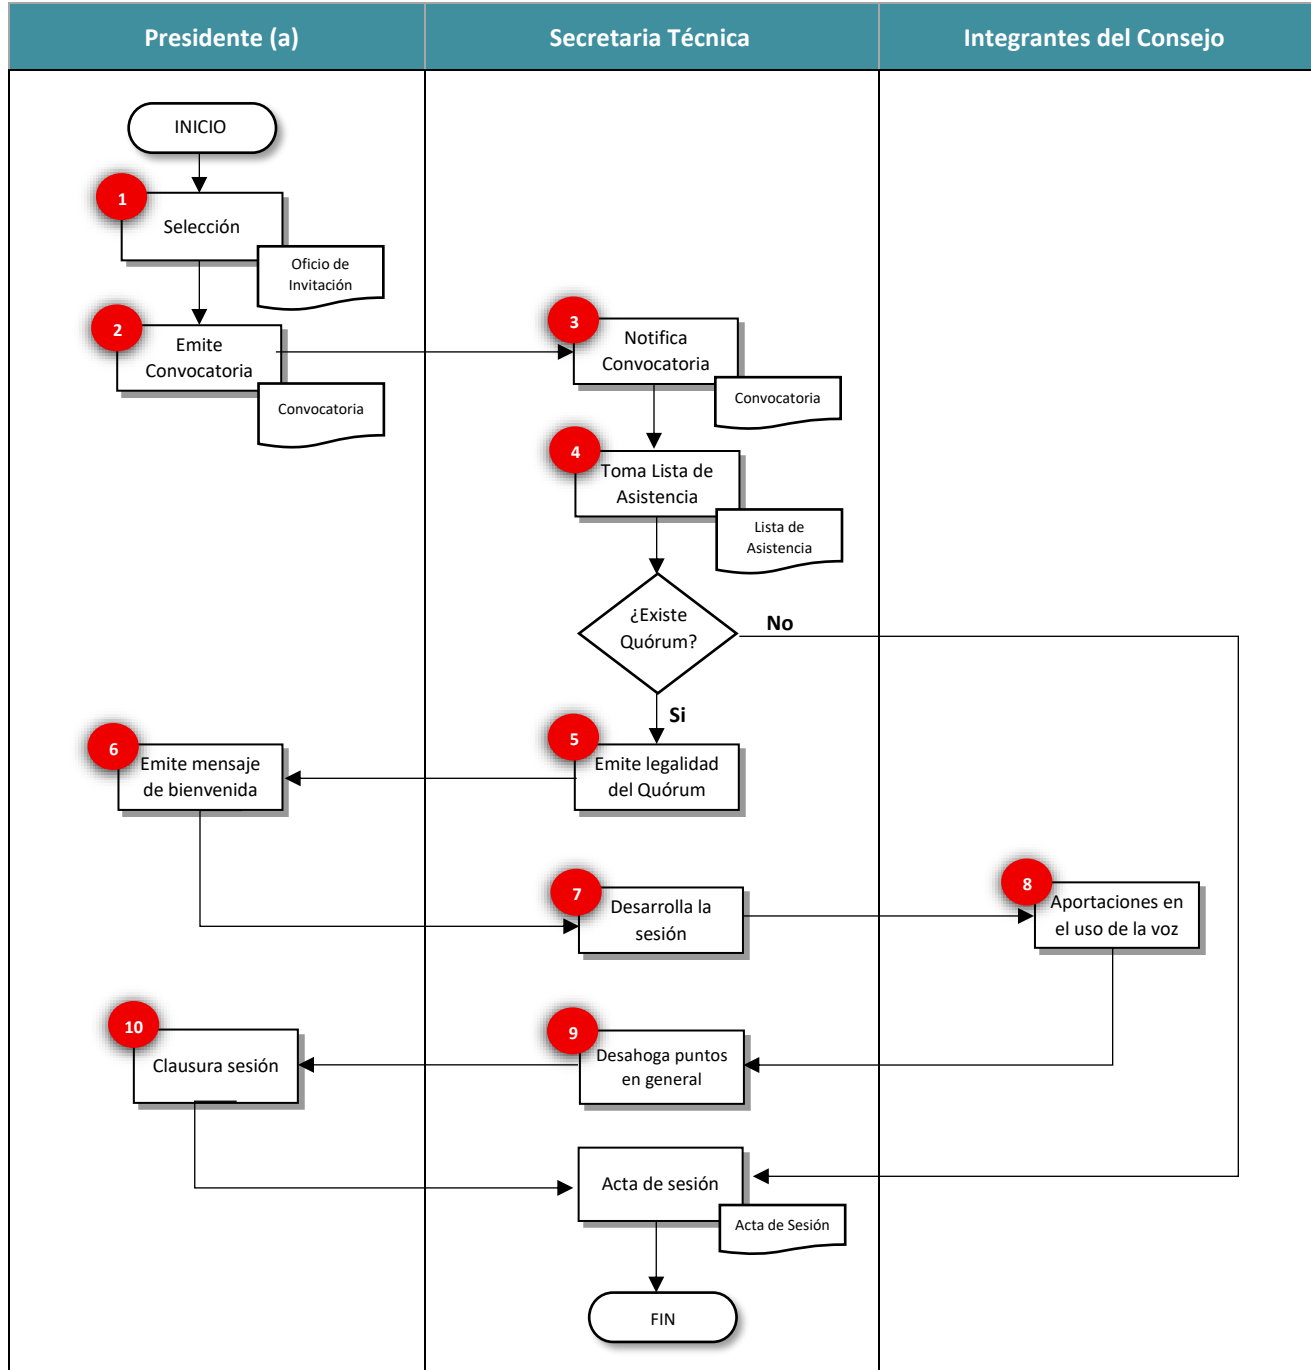 Presidente (a)
Secretaria Técnica
Integrantes del Consejo
INICIO
1
Selección
Oficio de
Invitación
2
Emite
Convocatoria
Convocatoria
3
Notifica
Convocatoria
Convocatoria
4
Toma Lista de
Asistencia
Lista de
Asistencia
¿Existe
Quórum?
No
Si
5
Emite legalidad
del Quórum
6
Emite mensaje
de bienvenida
7
Desarrolla la
sesión
8
Aportaciones en
el uso de la voz
9
Desahoga puntos
en general
10
Clausura sesión
Acta de sesión
Acta de Sesión
FIN